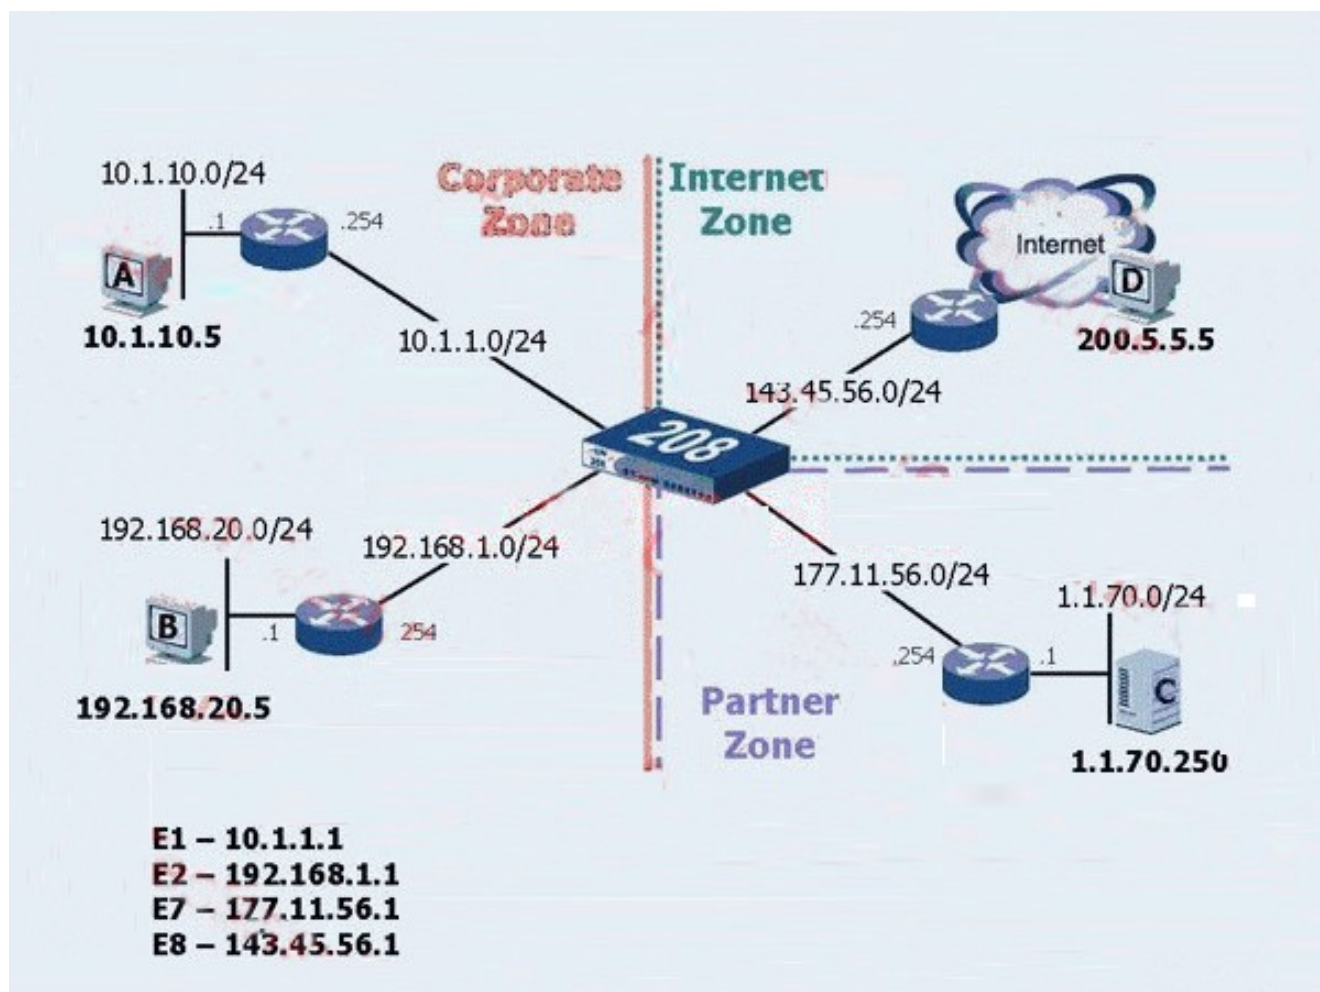 10.1.10.0/24
.1
.254
A
10.1.10.5
10.1.1.0/24
Corporate
Zone
Internet
Zone
Internet
D
.254
200.5.5.5
143.45.56.0/24
208
192.168.20.0/24
192.168.1.0/24
B
.1
254
192.168.20.5
177.11.56.0/24
1.1.70.0/24
.254
.1
C
Partner
Zone
1.1.70.250
E1 – 10.1.1.1
E2 – 192.168.1.1
E7 – 177.11.56.1
E8 – 143.45.56.1